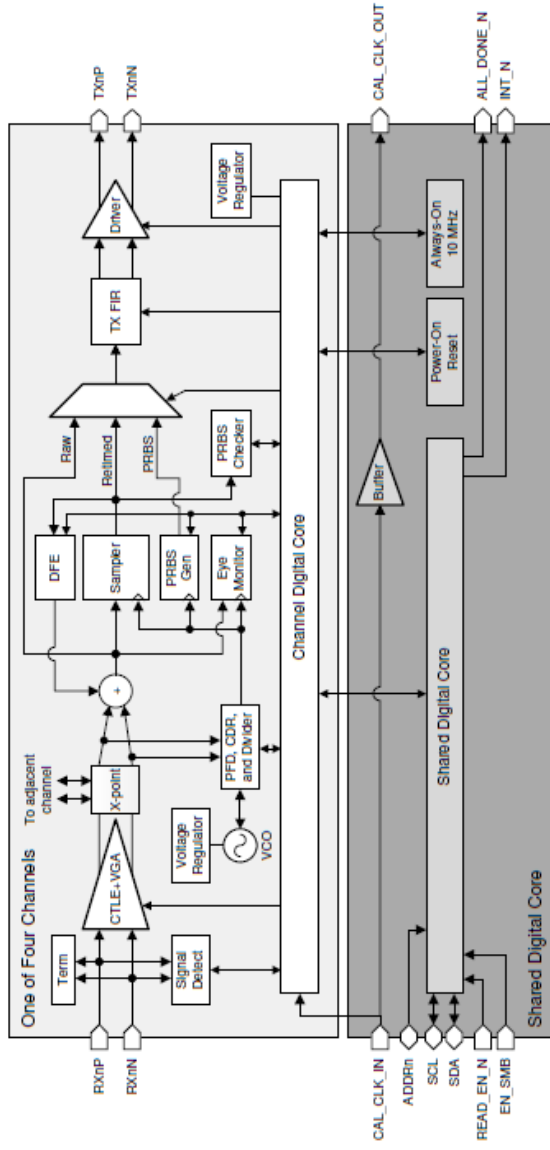 One of Four Channels
RXnP
RXnN
Term
Signal
Detect
CTLE+VGA
To adjacent
channel
X-point
Voltage
Regulator
VCO
PFD, CDR,
and Divider
+
DFE
Sampler
PRBS
Gen
Eye
Monitor
Raw
Retimed
PRBS
PRBS
Checker
TX FIR
Driver
Voltage
Regulator
TXnP
TXnN
Channel Digital Core
CAL_CLK_IN
ADDRn
SCL
SDA
READ_EN_N
EN_SMB
Buffer
Shared Digital Core
Power-On
Reset
Always-On
10 MHz
CAL_CLK_OUT
ALL_DONE_N
INT_N
Shared Digital Core